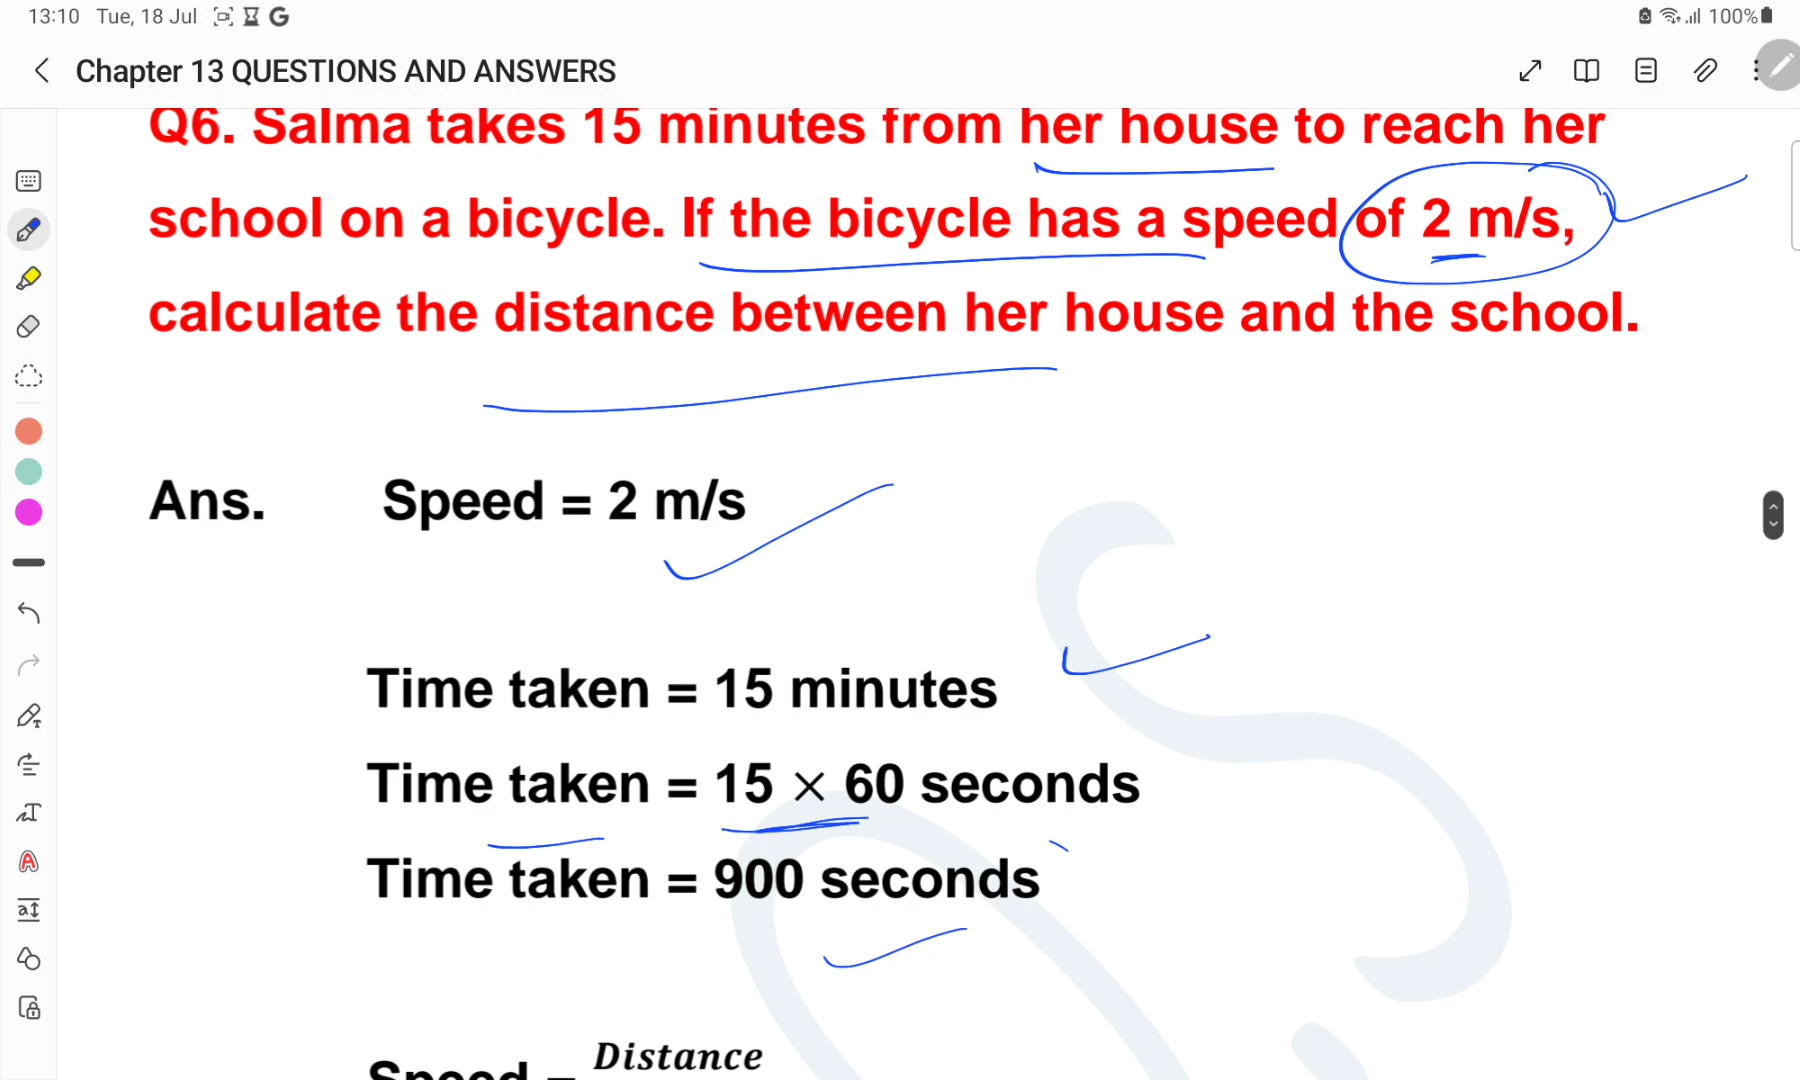 13:10 Tue, 18 Jul G 100%
Chapter 13 QUESTIONS AND ANSWERS
Q6. Salma takes 15 minutes from her house to reach her
school on a bicycle. If the bicycle has a speed of 2 m/s,
calculate the distance between her house and the school.
Ans. Speed = 2 m/s
Time taken = 15 minutes
Time taken = 15 × 60 seconds
Time taken = 900 seconds
Distance
Speed =